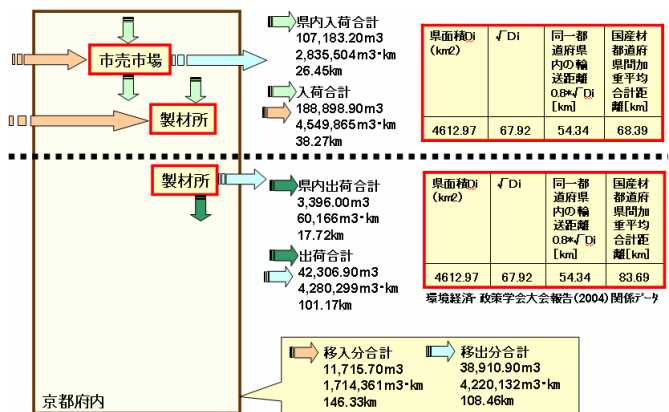 県内入荷合計
107,183.20m3
2,835,504m3・km
26.45km
市売市場
入荷合計
188,898.90m3
4,549,865m3・km
38.27km
製材所
県面積Di
(km2)
√Di
同一都
道府県
内の輸
送距離
0.8*√Di
[km]
国産材
都道府
県間加
重平均
合計距
離[km]
4612.97
67.92
54.34
68.39
製材所
県内出荷合計
3,396.00m3
60,166m3・km
17.72km
出荷合計
42,306.90m3
4,280,299m3・km
101.17km
県面積Di
(km2)
√Di
同一都
道府県
内の輸
送距離
0.8*√Di
[km]
国産材
都道府
県間加
重平均
合計距
離[km]
4612.97
67.92
54.34
83.69
環境経済・政策学会大会報告(2004)関係データ
移入分合計
11,715.70m3
1,714,361m3・km
146.33km
移出分合計
38,910.90m3
4,220,132m3・km
108.46km
京都府内